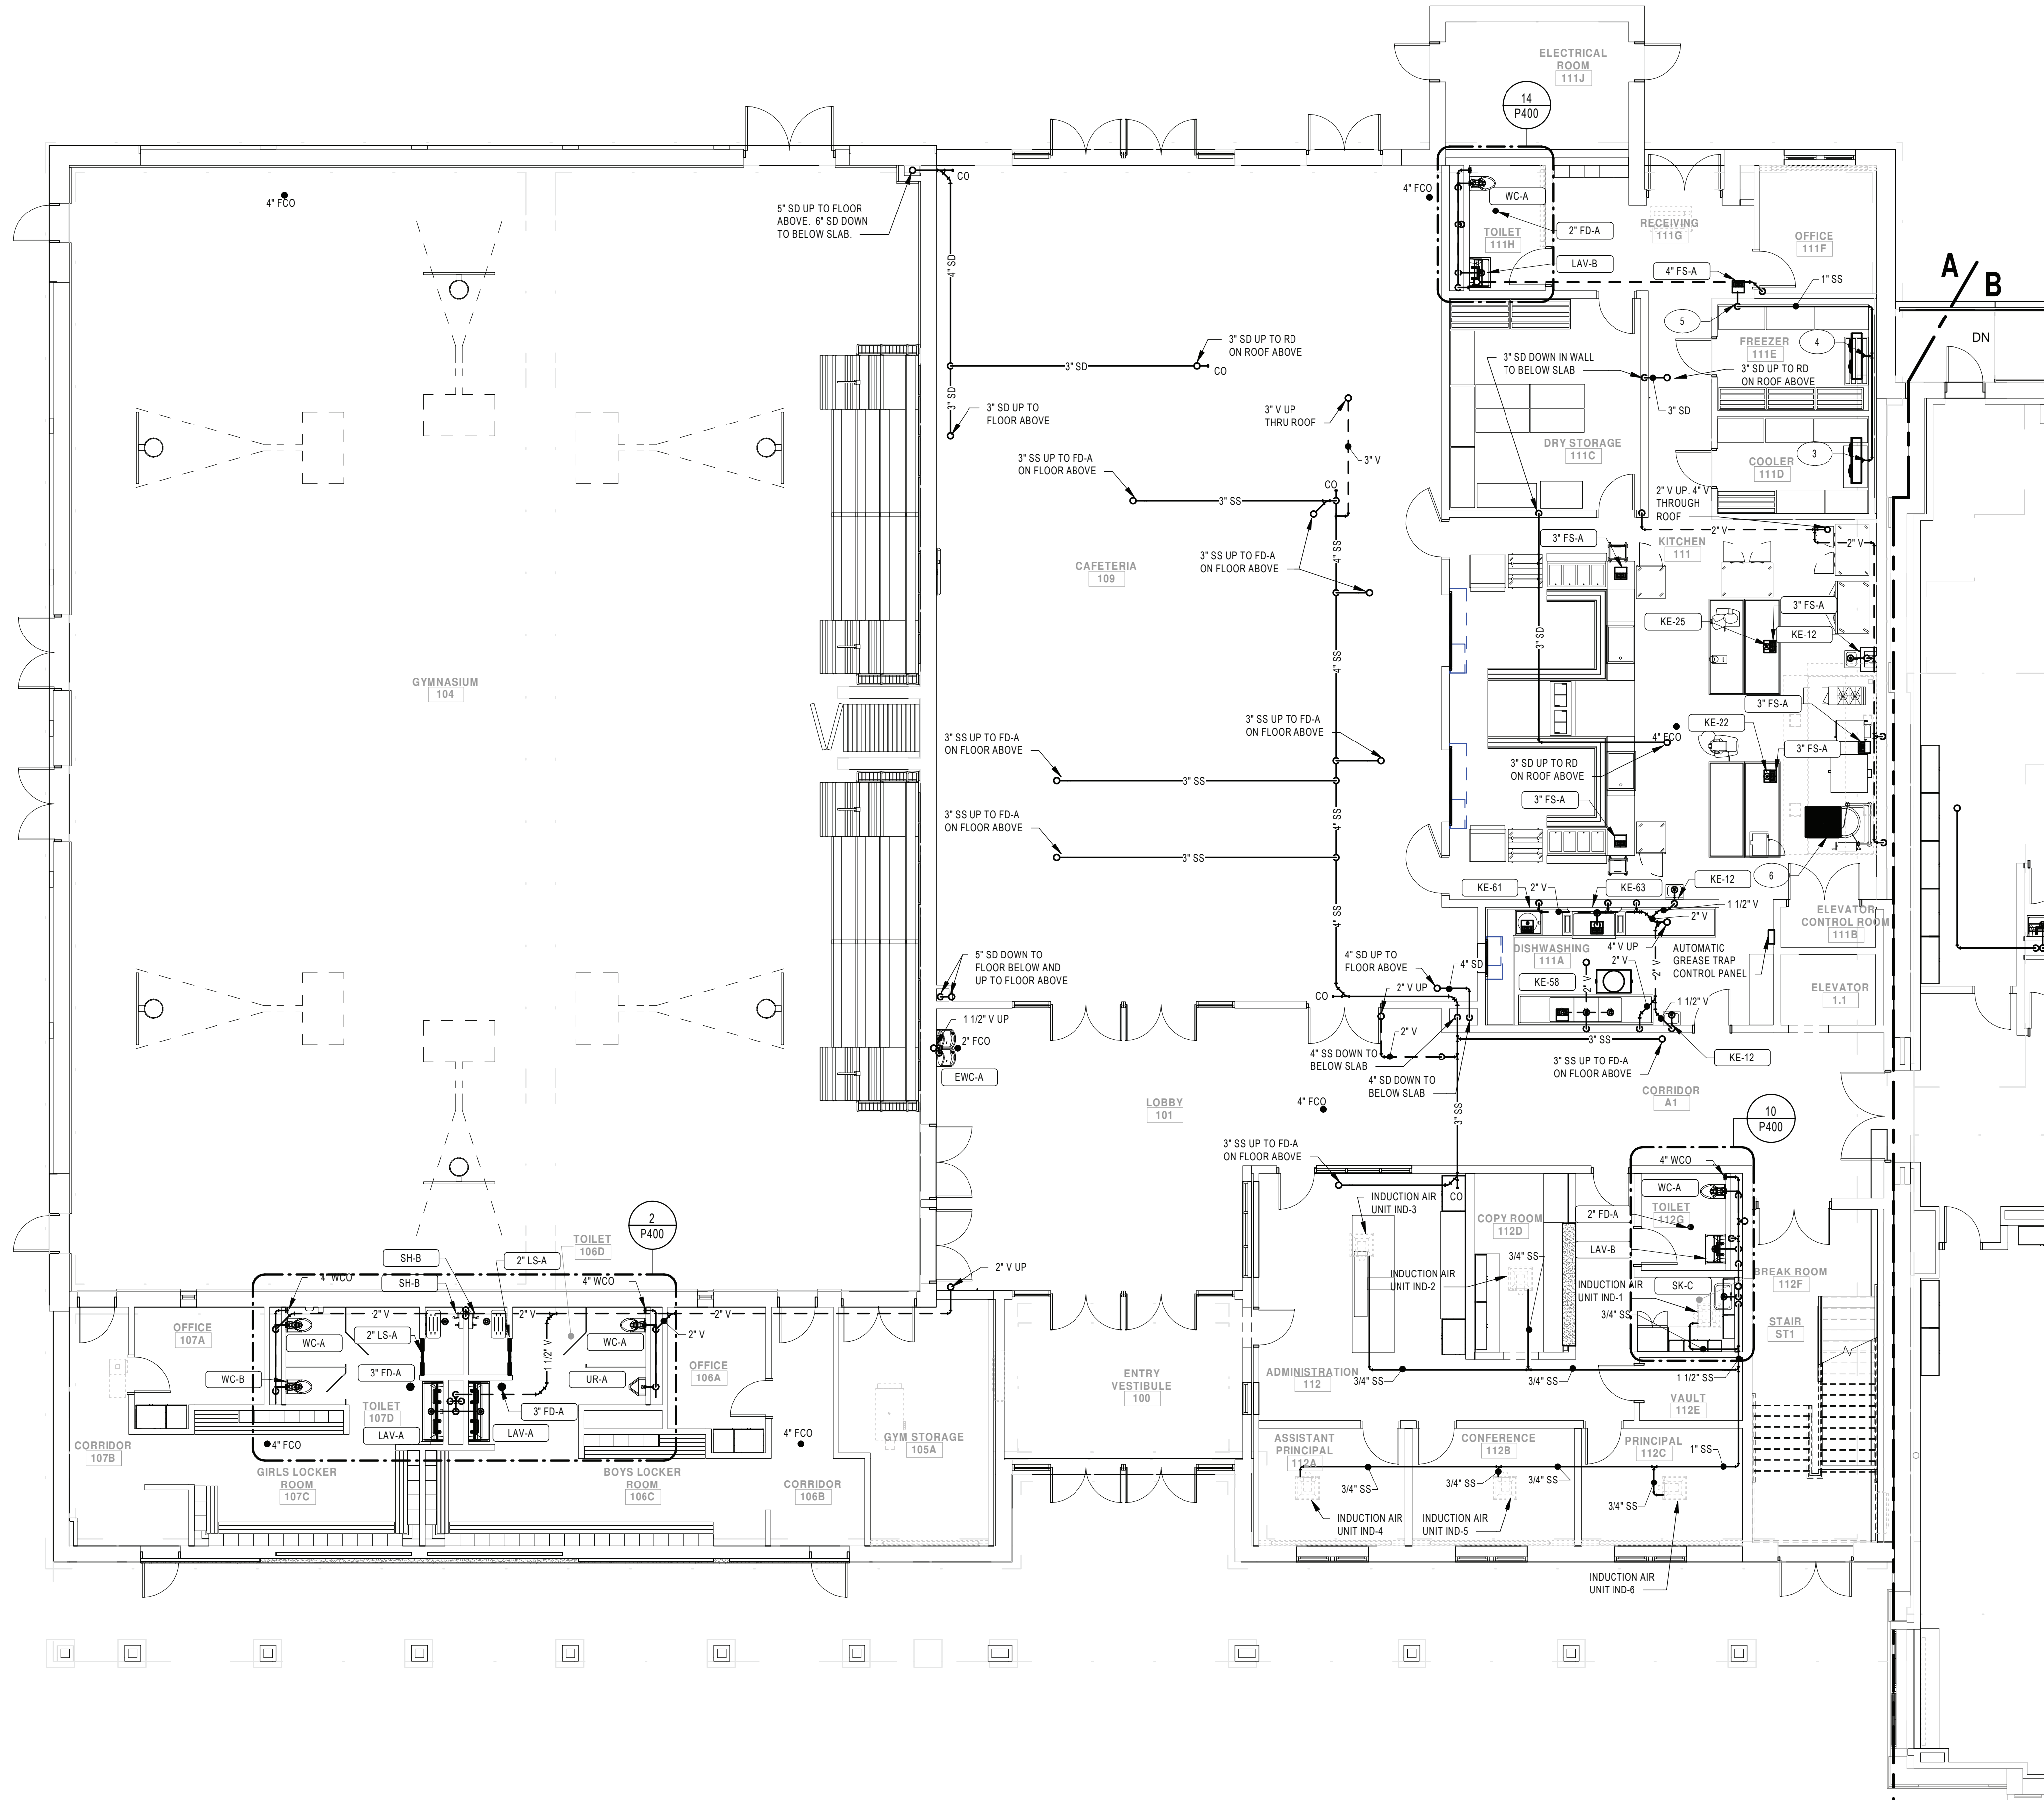 ELECTRICAL
ROOM
111J
14
P400
4" FCO
CO
5" SD UP TO FLOOR
ABOVE. 6" SD DOWN
TO BELOW SLAB.
4" SD
4" FCO
WC-A
TOILET
111H
2" FD-A
LAV-B
RECEIVING
111G
OFFICE
111F
4" FS-A
1" SS
A / B
DN
5
FREEZER
111E
4
3" SD UP TO RD
ON ROOF ABOVE
3" SD
CO
3" SD
3" SD UP TO
FLOOR ABOVE
3" SD DOWN IN WALL
TO BELOW SLAB
3" SD UP TO RD
ON ROOF ABOVE
3" SD
3" V UP
THRU ROOF
3" V
DRY STORAGE
111C
COOLER
111D
3
3" SS UP TO FD-A
ON FLOOR ABOVE
3" SS
CO
4" SS
2" V UP. 4" V
THROUGH
ROOF
2" V
2" V
KITCHEN
111
3" FS-A
3" SS UP TO FD-A
ON FLOOR ABOVE
CAFETERIA
109
3" FS-A
KE-25
KE-12
3" SD
4" SS
GYMNASIUM
104
3" FS-A
KE-22
4" FCO
3" FS-A
3" SS UP TO FD-A
ON FLOOR ABOVE
3" SS UP TO FD-A
ON FLOOR ABOVE
3" SS
3" SD UP TO RD
ON ROOF ABOVE
3" FS-A
4" SS
3" SS UP TO FD-A
ON FLOOR ABOVE
3" SS
6
KE-61
2" V
KE-63
KE-12
1 1/2" V
2" V
ELEVATOR
CONTROL ROOM
111B
4" SS
DISHWASHING
111A
4" V UP
AUTOMATIC
GREASE TRAP
CONTROL PANEL
5" SD DOWN TO
FLOOR BELOW AND
UP TO FLOOR ABOVE
4" SD UP TO
FLOOR ABOVE
4" SD
KE-58
2" V
2" V
2" V
ELEVATOR
1.1
CO
2" V UP
1 1/2" V
1 1/2" V UP
2" FCO
EWC-A
2" V
3" SS
KE-12
4" SS DOWN TO
BELOW SLAB
4" SD DOWN TO
BELOW SLAB
3" SS UP TO FD-A
ON FLOOR ABOVE
LOBBY
101
4" FCO
3" SS
CORRIDOR
A1
10
P400
3" SS UP TO FD-A
ON FLOOR ABOVE
4" WCO
CO
INDUCTION AIR
UNIT IND-3
WC-A
TOILET
112G
2" FD-A
COPY ROOM
112D
LAV-B
2
P400
TOILET
106D
SH-B
2" LS-A
3/4" SS
INDUCTION AIR
UNIT IND-2
BREAK ROOM
112F
INDUCTION AIR
UNIT IND-1
SK-C
3/4" SS
2" V UP
4" WCO
SH-B
4" WCO
2" V
2" V
2" V
2" V
OFFICE
107A
WC-A
2" LS-A
1 1/2" V
WC-A
STAIR
ST1
3" FD-A
WC-B
UR-A
OFFICE
106A
ENTRY
VESTIBULE
100
ADMINISTRATION
112
3/4" SS
3/4" SS
1 1/2" SS
VAULT
112E
TOILET
107D
3" FD-A
LAV-A
LAV-A
4" FCO
4" FCO
CORRIDOR
107B
GYM STORAGE
105A
ASSISTANT
PRINCIPAL
112A
CONFERENCE
112B
PRINCIPAL
112C
1" SS
GIRLS LOCKER
ROOM
107C
BOYS LOCKER
ROOM
106C
CORRIDOR
106B
3/4" SS
3/4" SS
3/4" SS
3/4" SS
INDUCTION AIR
UNIT IND-4
INDUCTION AIR
UNIT IND-5
INDUCTION AIR
UNIT IND-6